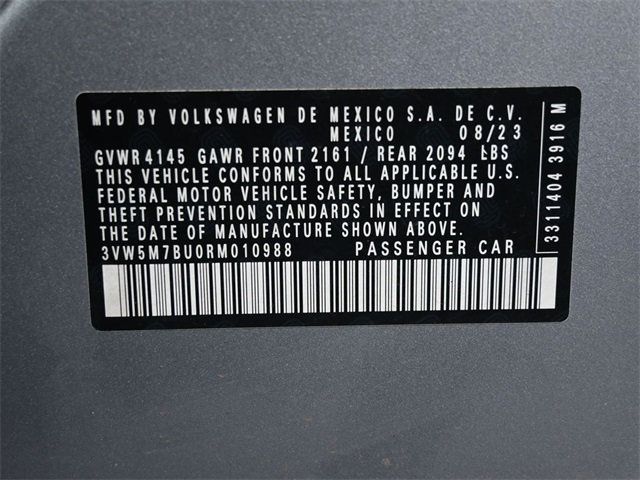 MFD BY VOLKSWAGEN DE MEXICO S.A. DE C.V.
MEXICO 08/23
GVWR 4145 GAWR FRONT 2161 / REAR 2094 LBS
THIS VEHICLE CONFORMS TO ALL APPLICABLE U.S.
FEDERAL MOTOR VEHICLE SAFETY, BUMPER AND
THEFT PREVENTION STANDARDS IN EFFECT ON
THE DATE OF MANUFACTURE SHOWN ABOVE.
3VW5M7BU0RM010988 PASSENGER CAR
3311404 3916 M